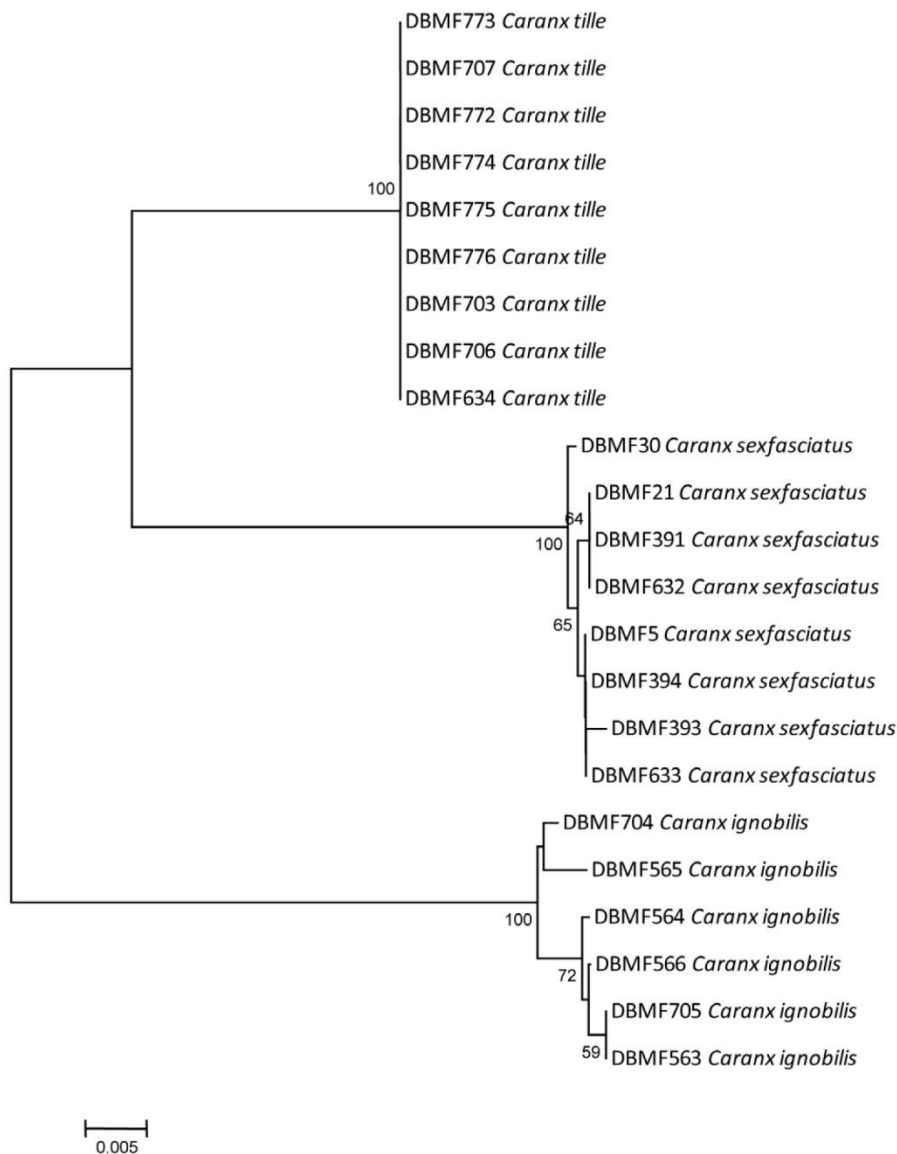 DBMF773 Caranx tille
DBMF707 Caranx tille
DBMF772 Caranx tille
DBMF774 Caranx tille
100
DBMF775 Caranx tille
DBMF776 Caranx tille
DBMF703 Caranx tille
DBMF706 Caranx tille
DBMF634 Caranx tille
DBMF30 Caranx sexfasciatus
DBMF21 Caranx sexfasciatus
64
100
DBMF391 Caranx sexfasciatus
DBMF632 Caranx sexfasciatus
65
DBMF5 Caranx sexfasciatus
DBMF394 Caranx sexfasciatus
DBMF393 Caranx sexfasciatus
DBMF633 Caranx sexfasciatus
DBMF704 Caranx ignobilis
DBMF565 Caranx ignobilis
100
DBMF564 Caranx ignobilis
72
DBMF566 Caranx ignobilis
DBMF705 Caranx ignobilis
59
DBMF563 Caranx ignobilis
0.005